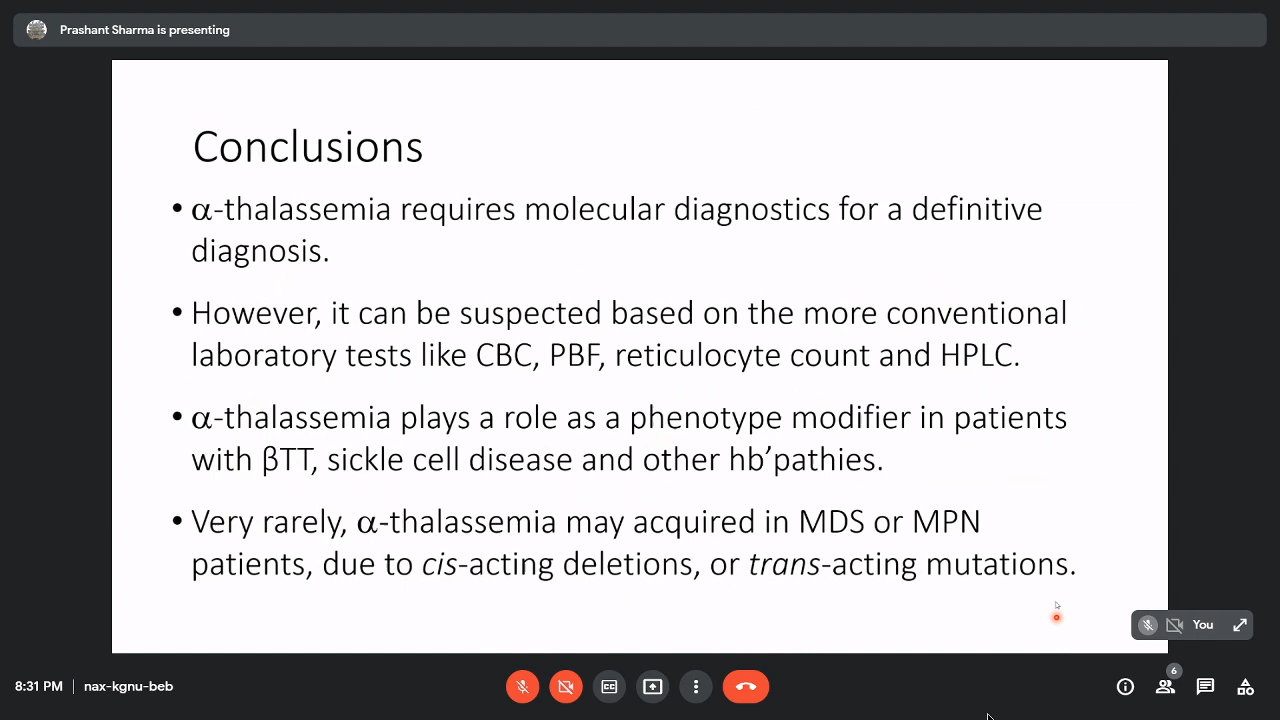 Prashant Sharma is presenting
Conclusions
• α-thalassemia requires molecular diagnostics for a definitive
diagnosis.
• However, it can be suspected based on the more conventional
laboratory tests like CBC, PBF, reticulocyte count and HPLC.
• α-thalassemia plays a role as a phenotype modifier in patients
with βTT, sickle cell disease and other hb’pathies.
• Very rarely, α-thalassemia may acquired in MDS or MPN
patients, due to cis-acting deletions, or trans-acting mutations.
You
8:31 PM | nax-kgnu-beb
CC
6